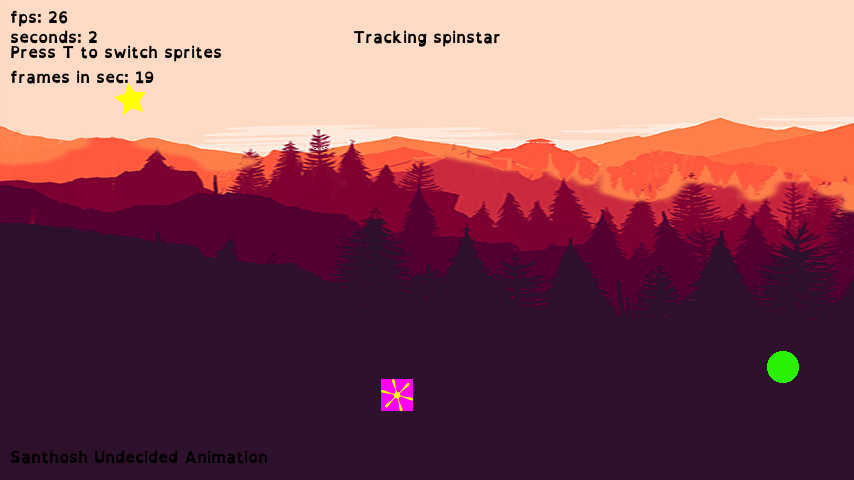 fps: 26
seconds: 2
Press T to switch sprites
frames in sec: 19
Tracking spinstar
Santhosh Undecided Animation